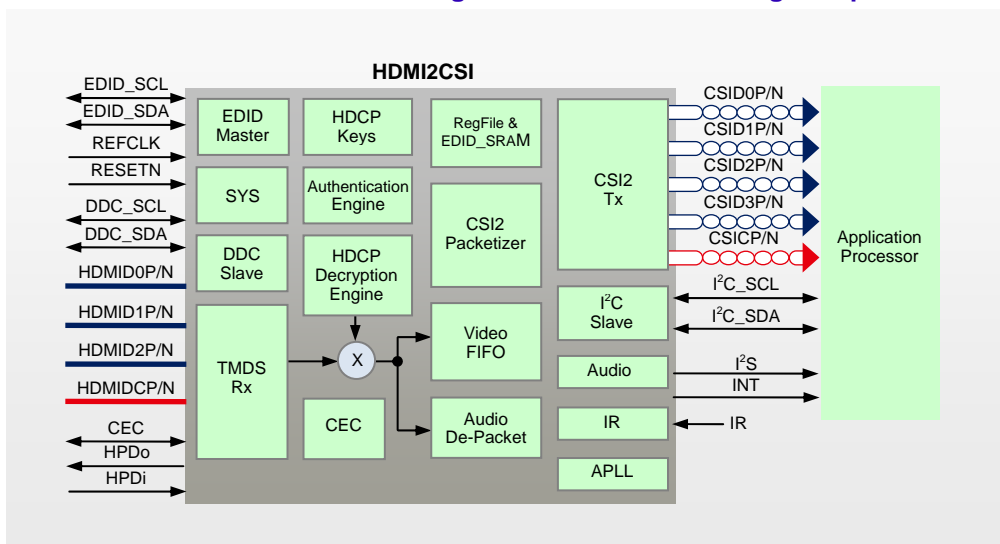 HDMI2CSI
EDID_SCL
EDID_SDA
REFCLK
RESETN
DDC_SCL
DDC_SDA
HDMID0P/N
HDMID1P/N
HDMID2P/N
HDMIDCP/N
CEC
HPDo
HPDi
EDID
Master
SYS
DDC
Slave
TMDS
Rx
HDCP
Keys
Authentication
Engine
HDCP
Decryption
Engine
X
CEC
RegFile &
EDID_SRAM
CSI2
Packetizer
Video
FIFO
Audio
De-Packet
CSI2
Tx
I²C
Slave
Audio
IR
APLL
CSID0P/N
CSID1P/N
CSID2P/N
CSID3P/N
CSICP/N
I²C_SCL
I²C_SDA
I²S
INT
IR
Application
Processor